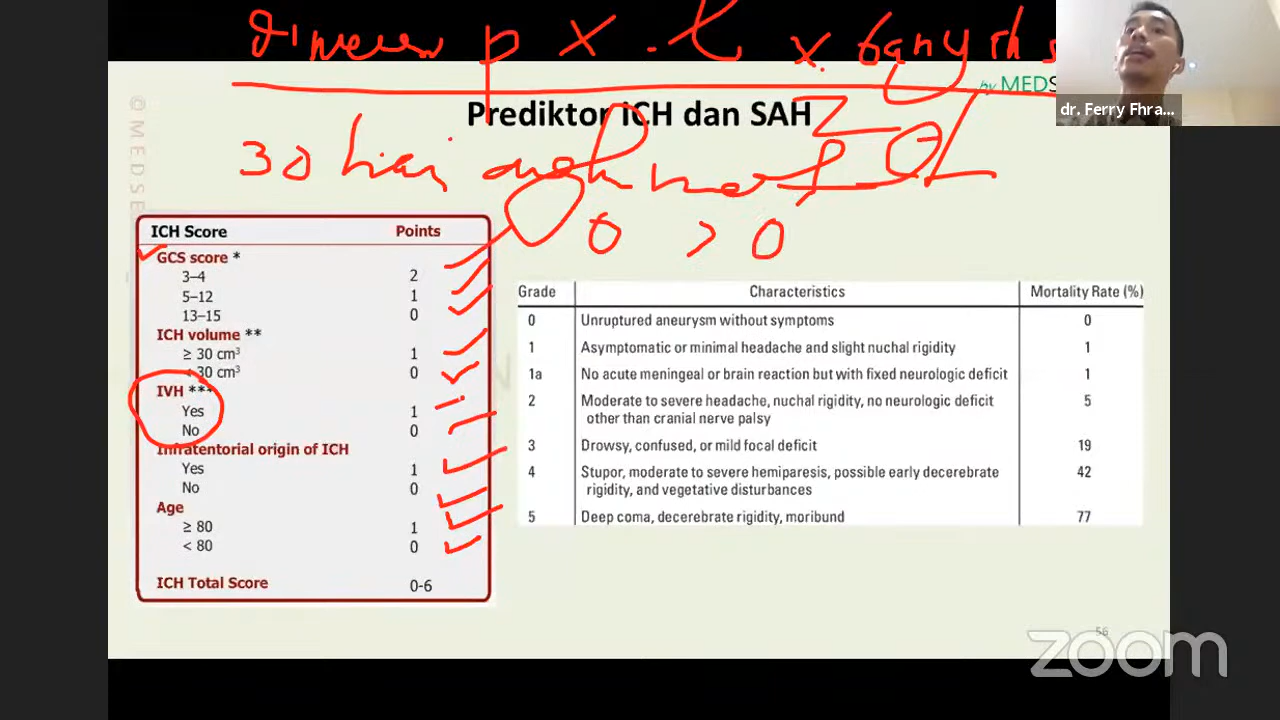 p x . x.
by MEDS
dr. Ferry Fhra...
Prediktor ICH dan SAH
30 hari
0 > 0
© MEDSE
ICH Score Points
GCS score *
3–4 2
5–12 1
13–15 0
ICH volume **
≥ 30 cm³ 1
< 30 cm³ 0
IVH ***
Yes 1
No 0
Infratentorial origin of ICH
Yes 1
No 0
Age
≥ 80 1
< 80 0
ICH Total Score 0-6
Grade Characteristics Mortality Rate (%)
0 Unruptured aneurysm without symptoms 0
1 Asymptomatic or minimal headache and slight nuchal rigidity 1
1a No acute meningeal or brain reaction but with fixed neurologic deficit 1
2 Moderate to severe headache, nuchal rigidity, no neurologic deficit 5
other than cranial nerve palsy
3 Drowsy, confused, or mild focal deficit 19
4 Stupor, moderate to severe hemiparesis, possible early decerebrate 42
rigidity, and vegetative disturbances
5 Deep coma, decerebrate rigidity, moribund 77
56
zoom